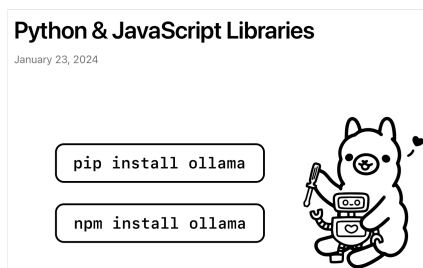 Python & JavaScript Libraries
January 23, 2024
pip install ollama
npm install ollama